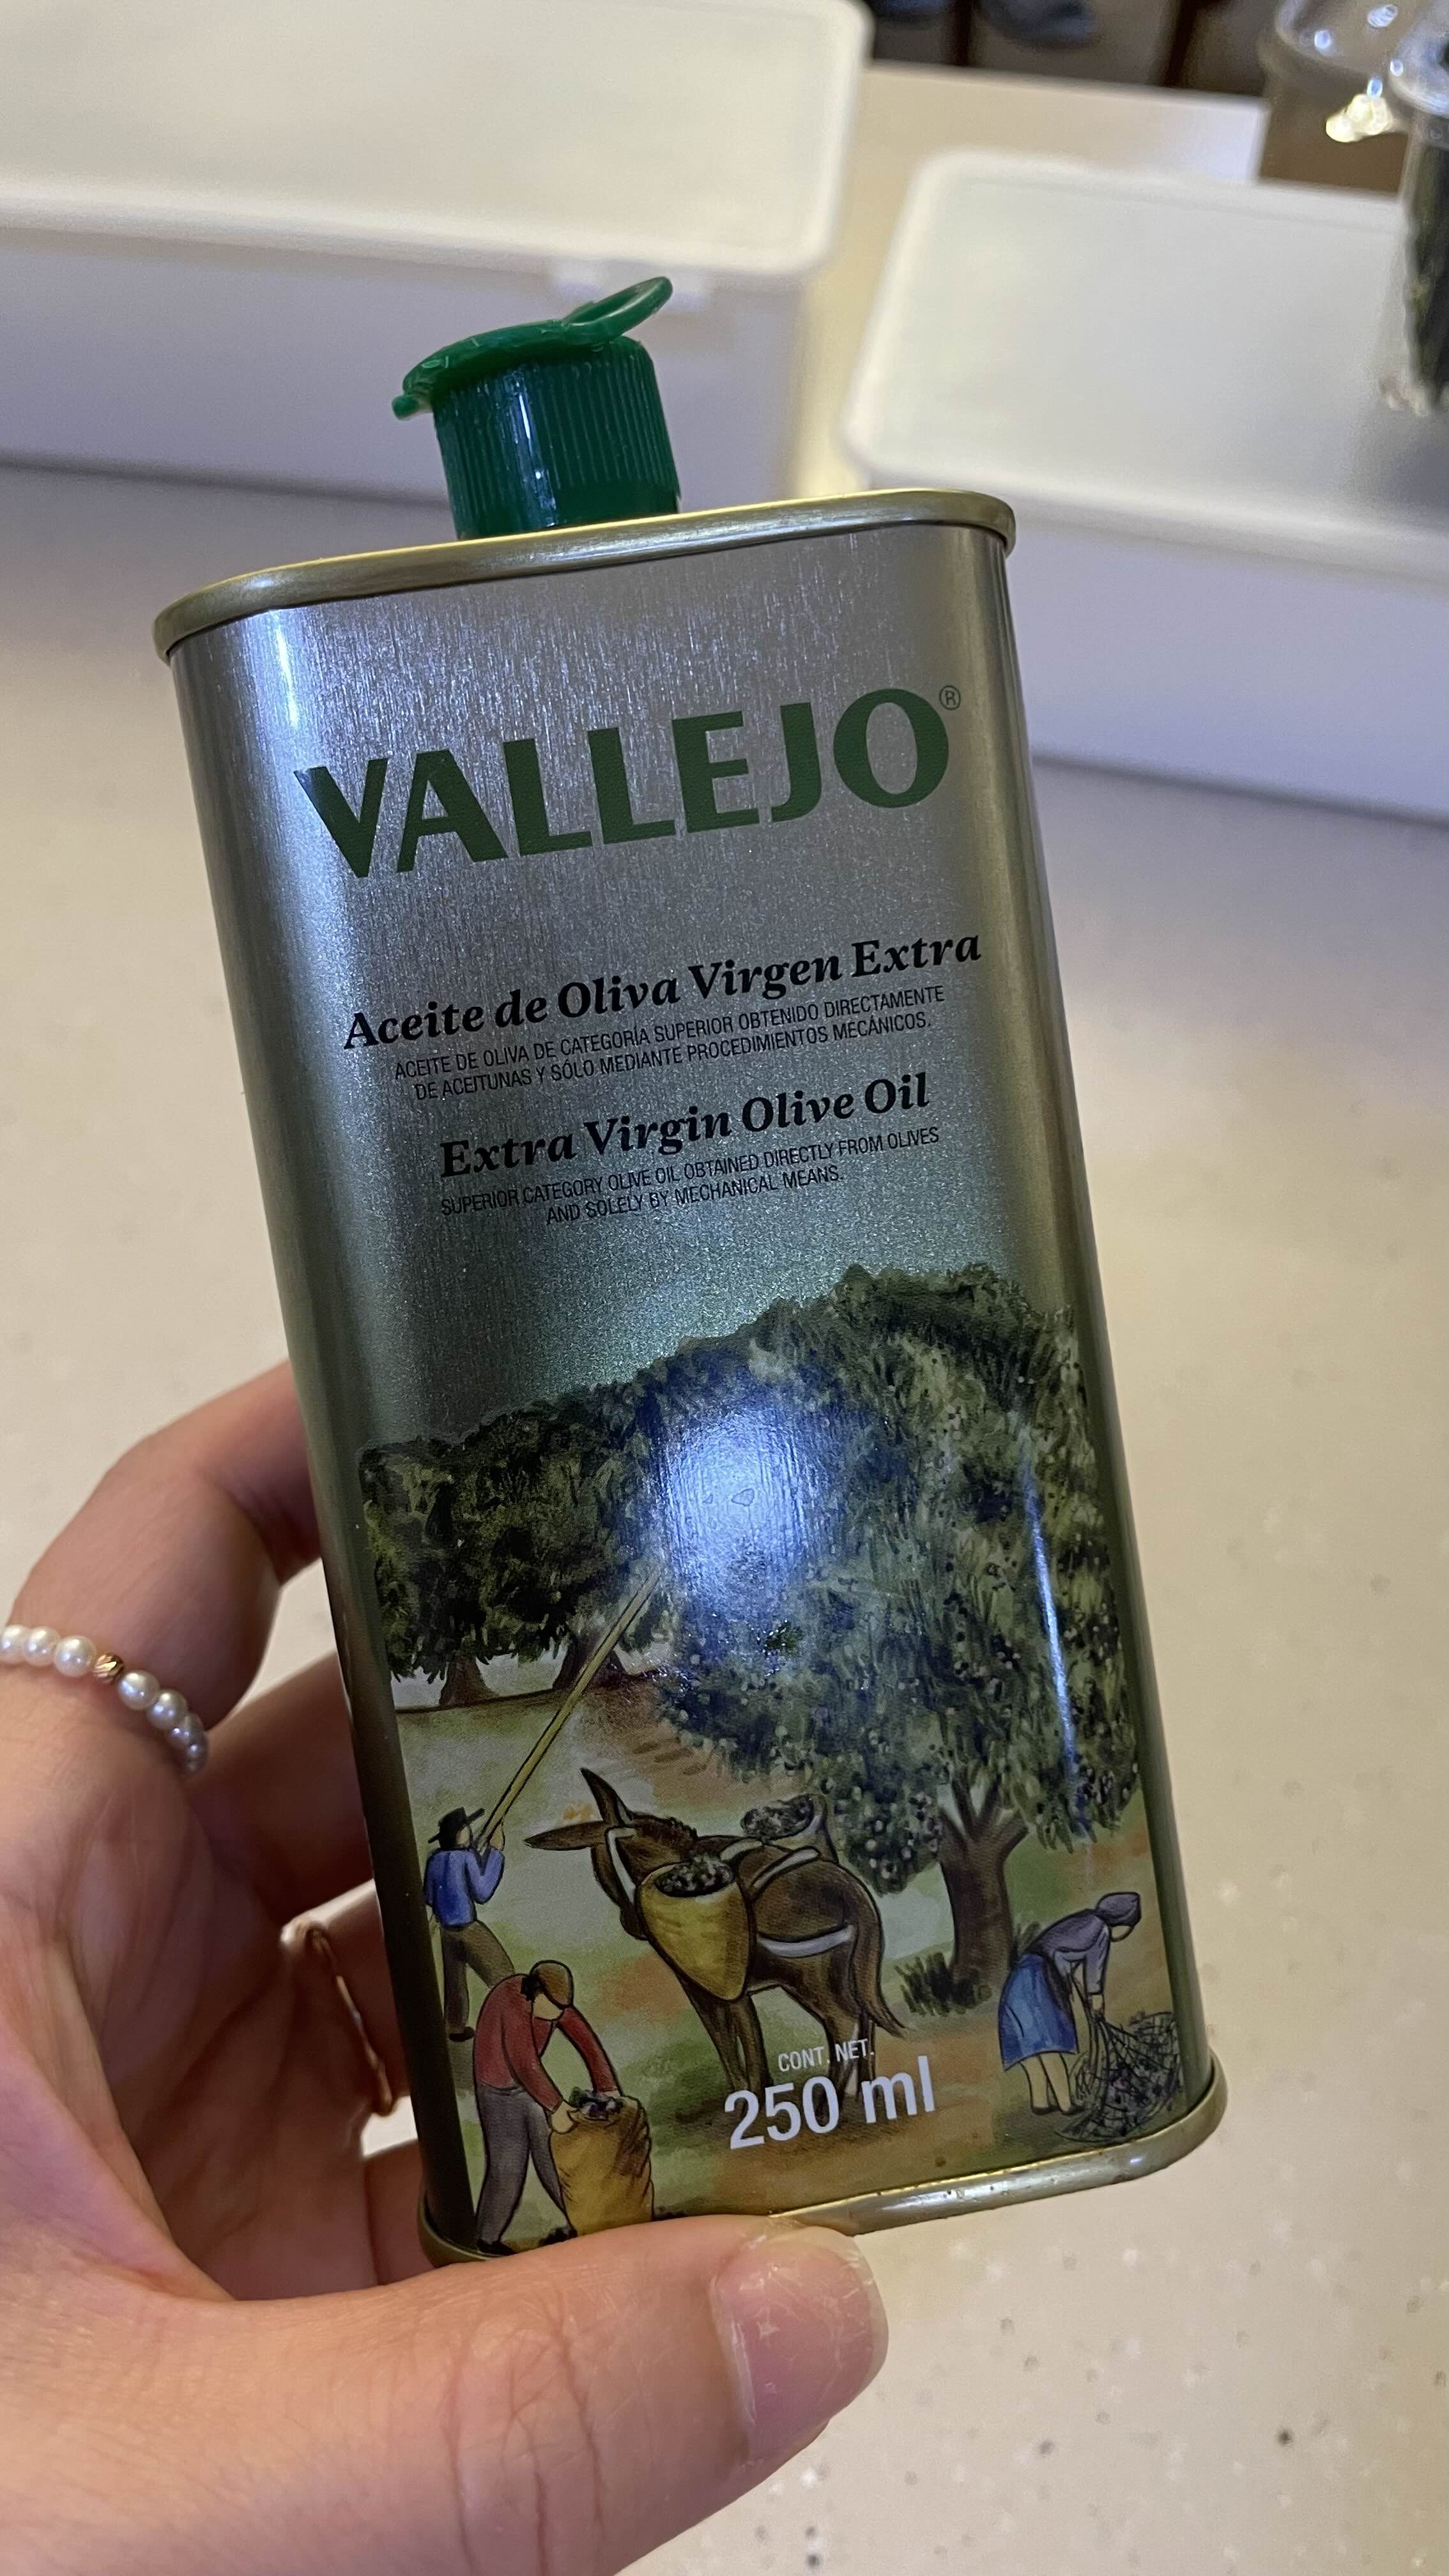 VALLEJO®
Aceite de Oliva Virgen Extra
ACEITE DE OLIVA DE CATEGORÍA SUPERIOR OBTENIDO DIRECTAMENTE
DE ACEITUNAS Y SÓLO MEDIANTE PROCEDIMIENTOS MECÁNICOS.
Extra Virgin Olive Oil
SUPERIOR CATEGORY OLIVE OIL OBTAINED DIRECTLY FROM OLIVES
AND SOLELY BY MECHANICAL MEANS.
CONT. NET.
250 ml